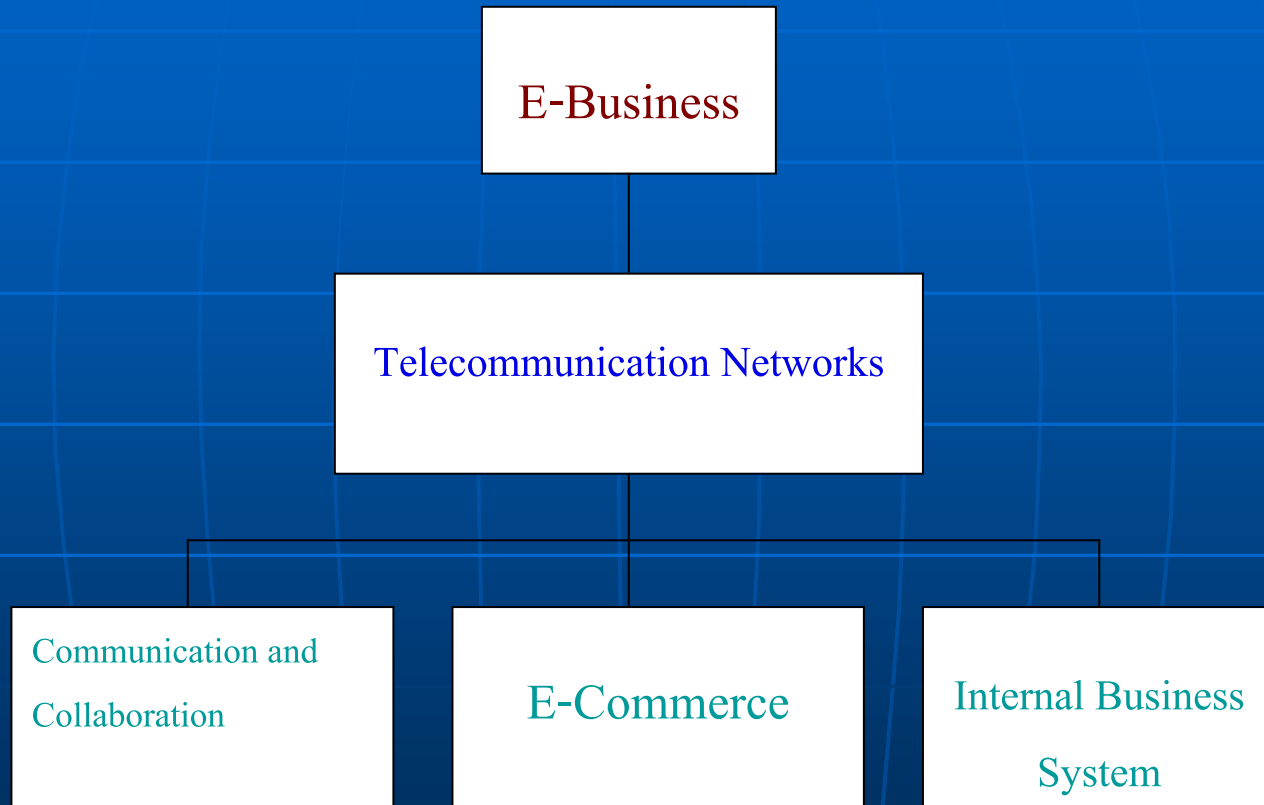 E-Business
Telecommunication Networks
Communication and
Collaboration
E-Commerce
Internal Business
System